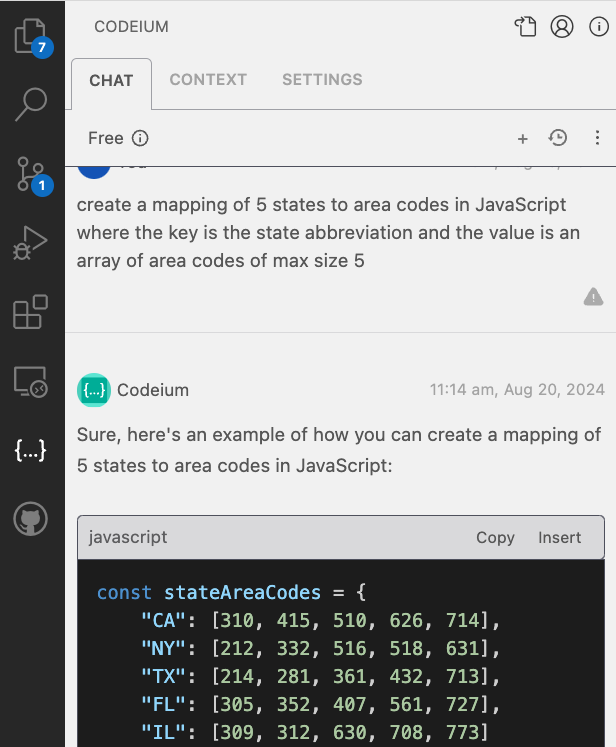 CODEIUM
7
CHAT CONTEXT SETTINGS
Free
create a mapping of 5 states to area codes in JavaScript
where the key is the state abbreviation and the value is an
array of area codes of max size 5
1
{...} Codeium 11:14 am, Aug 20, 2024
Sure, here's an example of how you can create a mapping of
5 states to area codes in JavaScript:
{...}
javascript Copy Insert
const stateAreaCodes = {
"CA": [310, 415, 510, 626, 714],
"NY": [212, 332, 516, 518, 631],
"TX": [214, 281, 361, 432, 713],
"FL": [305, 352, 407, 561, 727],
"IL": [309, 312, 630, 708, 773]